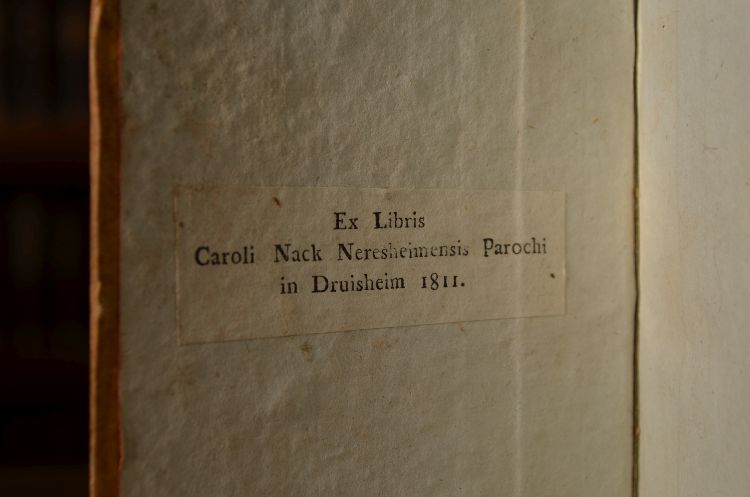 Ex Libris
Caroli Nack Neresheimensis Parochi
in Druisheim 1811.